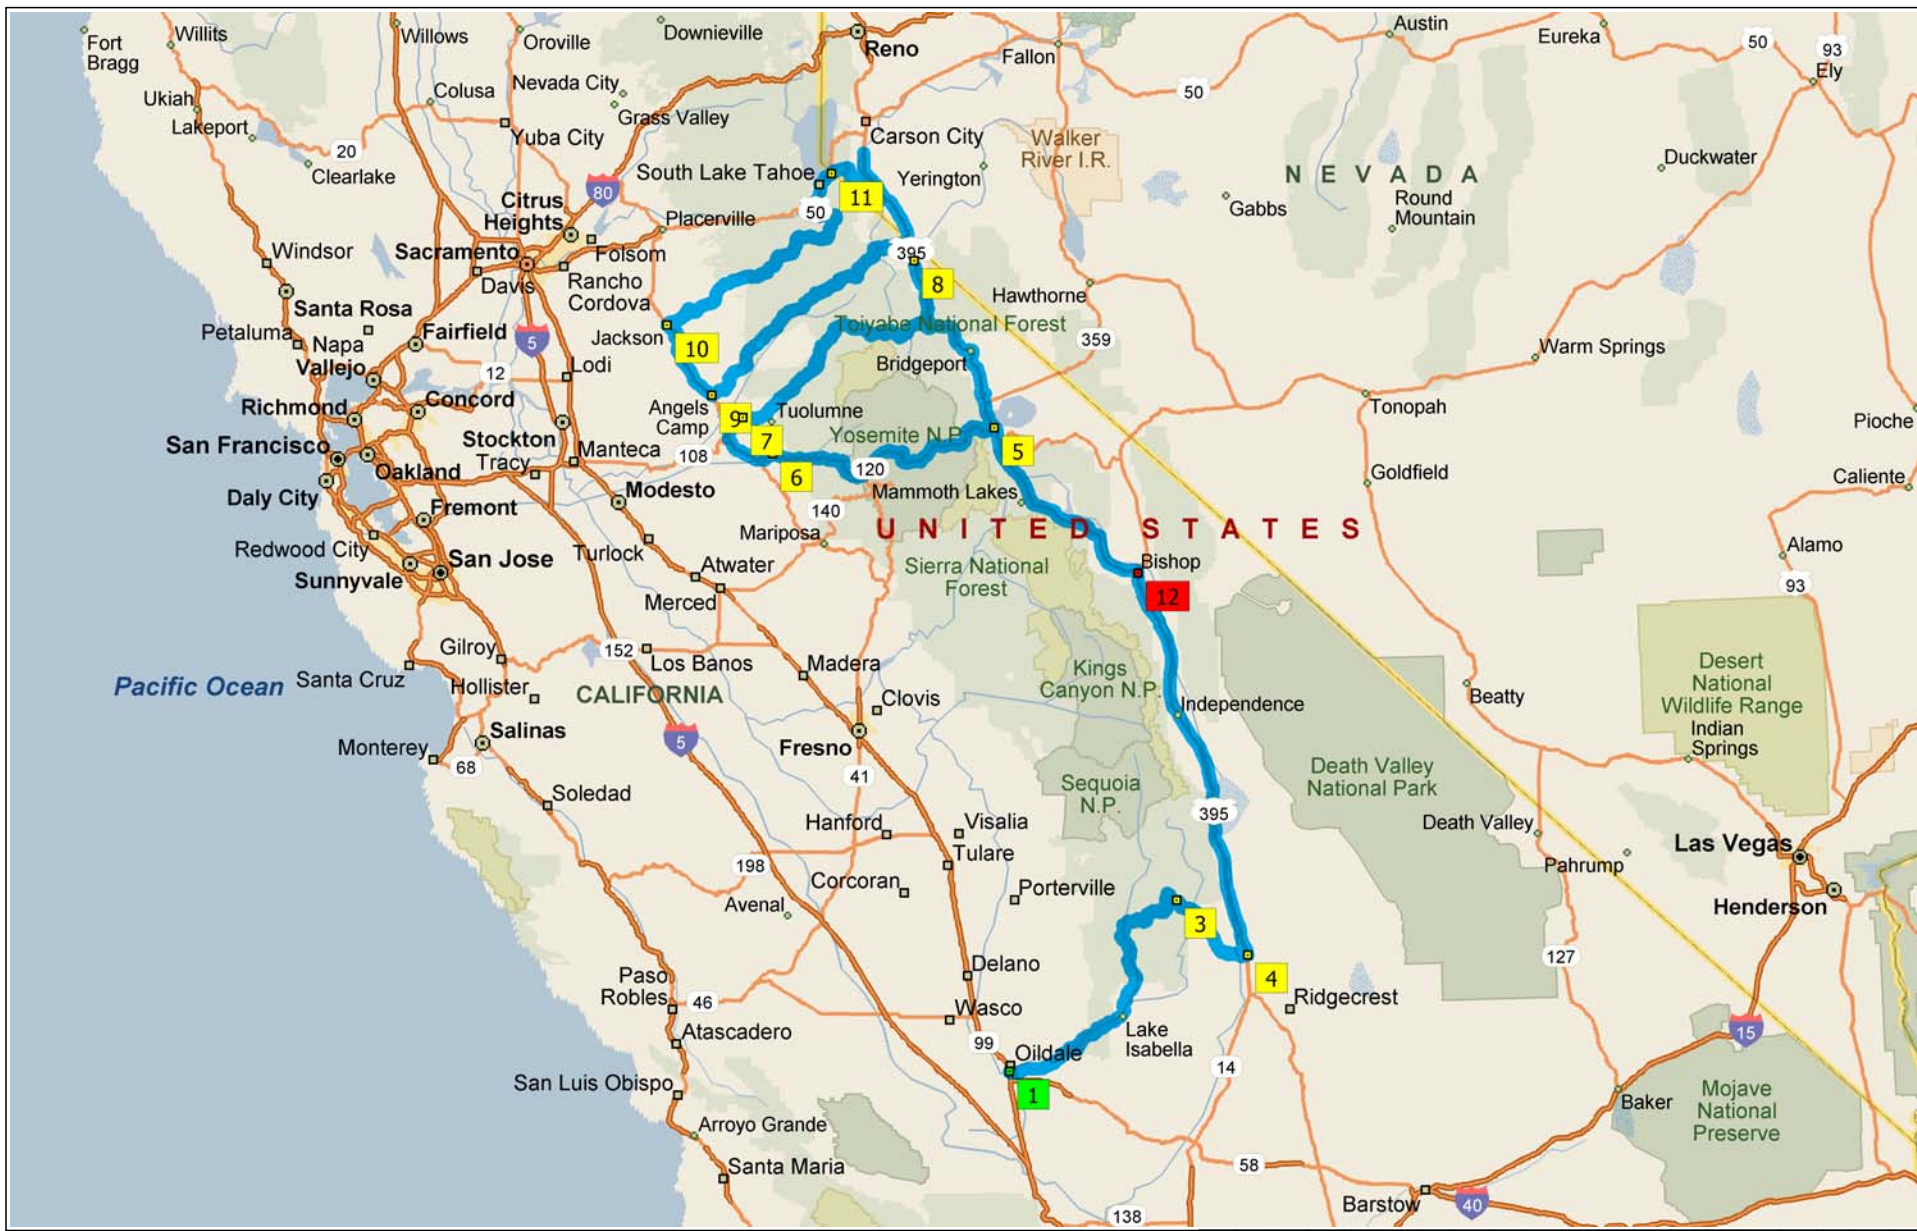 Fort
Bragg
Willits
Willows
Oroville
Downieville
Reno
Fallon
Austin
Eureka
50
93
Ely
Ukiah
Colusa
Nevada City
Grass Valley
50
Lakeport
Yuba City
Carson City
Walker
River I.R.
20
Clearlake
80
South Lake Tahoe
Yerington
N E V A D A
Duckwater
Citrus
Heights
Placerville
50
11
Gabbs
Round
Mountain
Windsor
Sacramento
Folsom
395
Davis
Rancho
Cordova
8
Hawthorne
Santa Rosa
Petaluma
Napa
Fairfield
5
Jackson
10
Toiyabe National Forest
359
Warm Springs
Vallejo
12
Lodi
Bridgeport
Richmond
Concord
Angels
Camp
9
Tuolumne
Tonopah
Pioche
San Francisco
Stockton
Manteca
108
7
Yosemite N.P.
5
Oakland
Tracy
6
120
Goldfield
Caliente
Daly City
Fremont
Modesto
140
Mammoth Lakes
U N I T E D S T A T E S
Redwood City
San Jose
Turlock
Mariposa
Alamo
Sunnyvale
Atwater
Sierra National
Forest
Bishop
12
93
Merced
Gilroy
152
Los Banos
Madera
Kings
Canyon N.P.
Desert
National
Wildlife Range
Pacific Ocean
Santa Cruz
Hollister
CALIFORNIA
Clovis
Independence
Beatty
Indian
Springs
Salinas
Monterey
68
5
Fresno
41
Sequoia
N.P.
Death Valley
National Park
Soledad
Hanford
Visalia
395
Death Valley
Las Vegas
198
Tulare
Pahrump
Corcoran
Porterville
Avenal
3
Henderson
Paso
Robles
46
Delano
4
127
Wasco
Ridgecrest
Atascadero
99
Oildale
Lake
Isabella
15
San Luis Obispo
1
14
Baker
Mojave
National
Preserve
Arroyo Grande
Santa Maria
58
Barstow
40
138